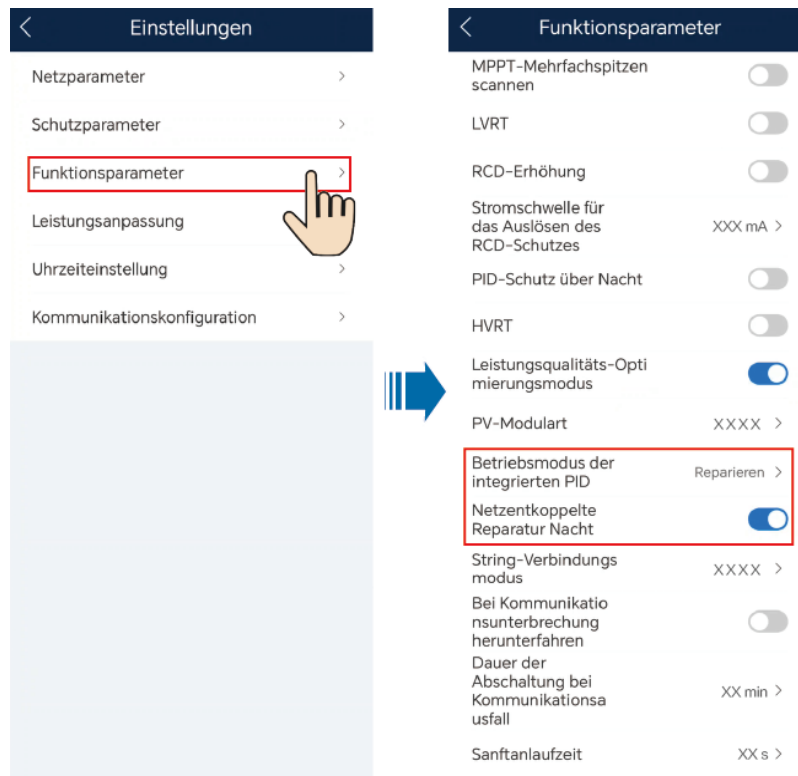 Einstellungen
Netzparameter
Schutzparameter
Funktionsparameter
Leistungsanpassung
Uhrzeiteinstellung
Kommunikationskonfiguration
Funktionsparameter
MPPT-Mehrfachspitzen
scannen
LVRT
RCD-Erhöhung
Stromschwelle für
das Auslösen des
RCD-Schutzes
XXX mA
PID-Schutz über Nacht
HVRT
Leistungsqualitäts-Opti
mierungsmodus
PV-Modulart
XXXX
Betriebsmodus der
integrierten PID
Reparieren
Netzentkoppelte
Reparatur Nacht
String-Verbindungs
modus
XXXX
Bei Kommunikatio
nsunterbrechung
herunterfahren
Dauer der
Abschaltung bei
Kommunikationsa
usfall
XX min
Sanftanlaufzeit
XX s